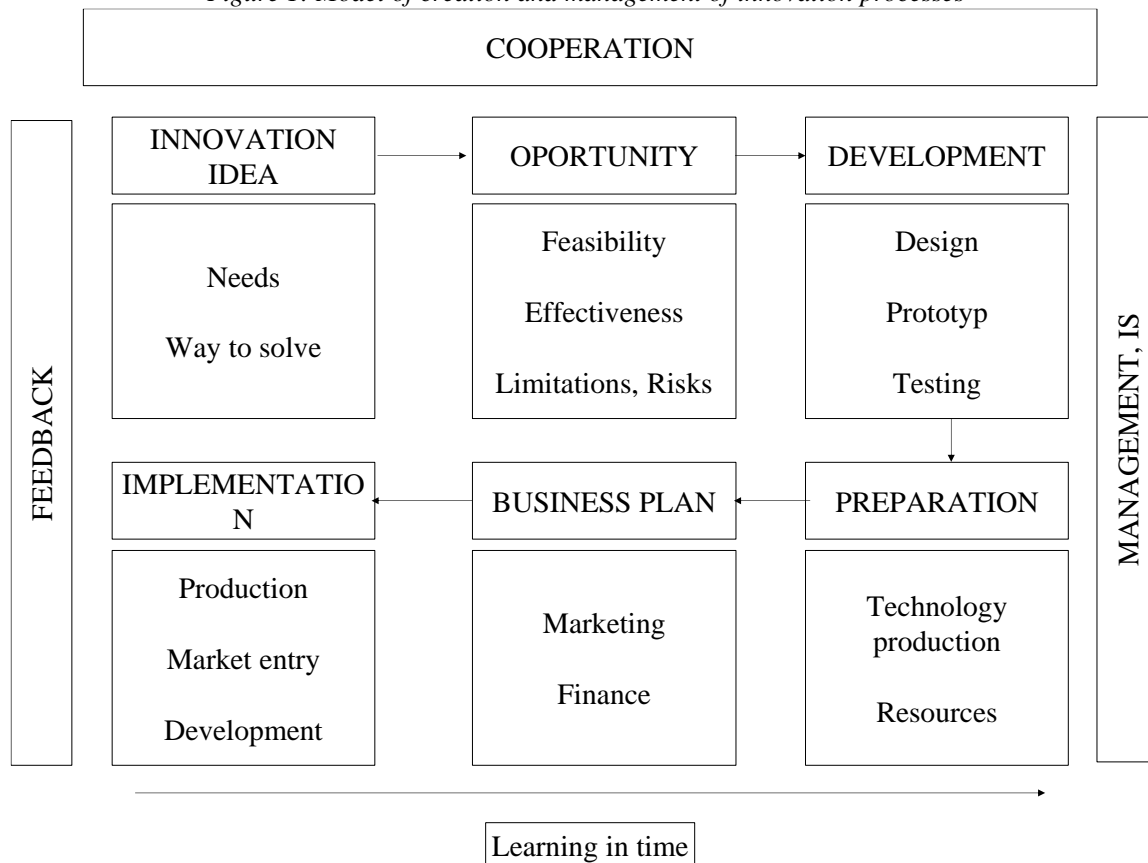 Figure 1: Model of creation and management of innovation processes
COOPERATION
FEEDBACK
INNOVATION
IDEA
OPORTUNITY
DEVELOPMENT
Needs
Way to solve
Feasibility
Effectiveness
Limitations, Risks
Design
Prototyp
Testing
IMPLEMENTATIO
N
BUSINESS PLAN
PREPARATION
Production
Market entry
Development
Marketing
Finance
Technology
production
Resources
MANAGEMENT, IS
Learning in time